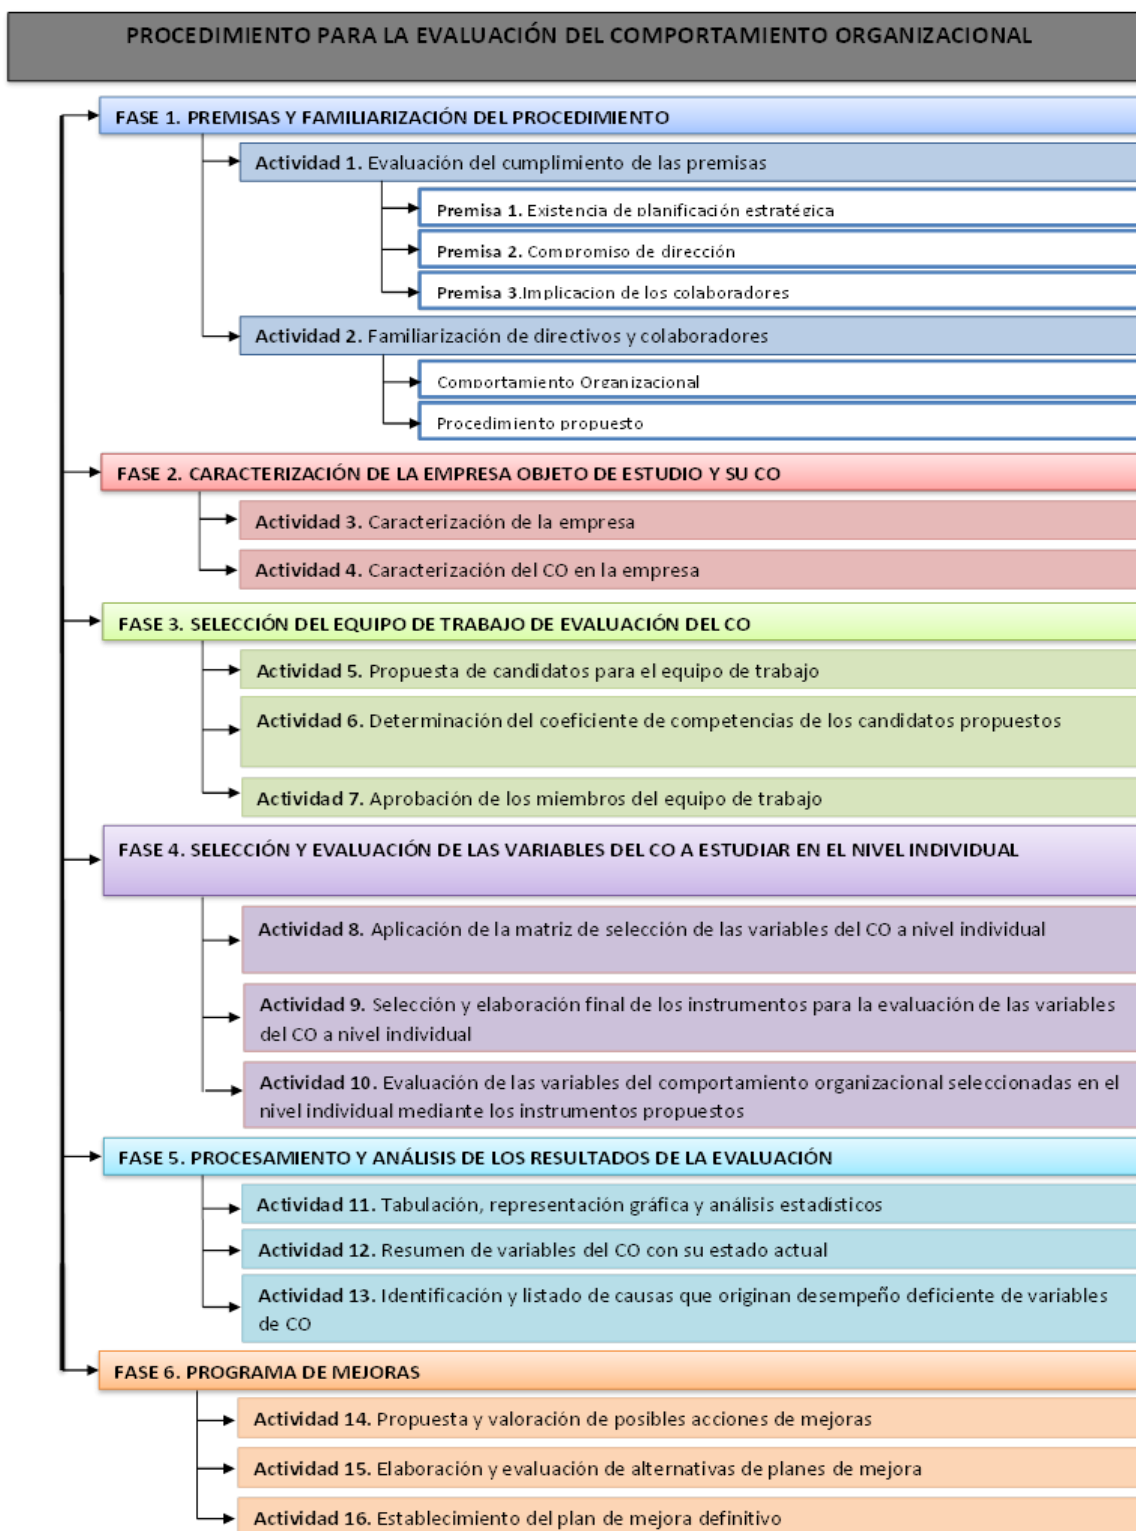 PROCEDIMIENTO PARA LA EVALUACIÓN DEL COMPORTAMIENTO ORGANIZACIONAL
FASE 1. PREMISAS Y FAMILIARIZACIÓN DEL PROCEDIMIENTO
Actividad 1. Evaluación del cumplimiento de las premisas
Premisa 1. Existencia de planificación estratégica
Premisa 2. Compromiso de dirección
Premisa 3.Implicacion de los colaboradores
Actividad 2. Familiarización de directivos y colaboradores
Comportamiento Organizacional
Procedimiento propuesto
FASE 2. CARACTERIZACIÓN DE LA EMPRESA OBJETO DE ESTUDIO Y SU CO
Actividad 3. Caracterización de la empresa
Actividad 4. Caracterización del CO en la empresa
FASE 3. SELECCIÓN DEL EQUIPO DE TRABAJO DE EVALUACIÓN DEL CO
Actividad 5. Propuesta de candidatos para el equipo de trabajo
Actividad 6. Determinación del coeficiente de competencias de los candidatos propuestos
Actividad 7. Aprobación de los miembros del equipo de trabajo
FASE 4. SELECCIÓN Y EVALUACIÓN DE LAS VARIABLES DEL CO A ESTUDIAR EN EL NIVEL INDIVIDUAL
Actividad 8. Aplicación de la matriz de selección de las variables del CO a nivel individual
Actividad 9. Selección y elaboración final de los instrumentos para la evaluación de las variables
del CO a nivel individual
Actividad 10. Evaluación de las variables del comportamiento organizacional seleccionadas en el
nivel individual mediante los instrumentos propuestos
FASE 5. PROCESAMIENTO Y ANÁLISIS DE LOS RESULTADOS DE LA EVALUACIÓN
Actividad 11. Tabulación, representación gráfica y análisis estadísticos
Actividad 12. Resumen de variables del CO con su estado actual
Actividad 13. Identificación y listado de causas que originan desempeño deficiente de variables
de CO
FASE 6. PROGRAMA DE MEJORAS
Actividad 14. Propuesta y valoración de posibles acciones de mejoras
Actividad 15. Elaboración y evaluación de alternativas de planes de mejora
Actividad 16. Establecimiento del plan de mejora definitivo